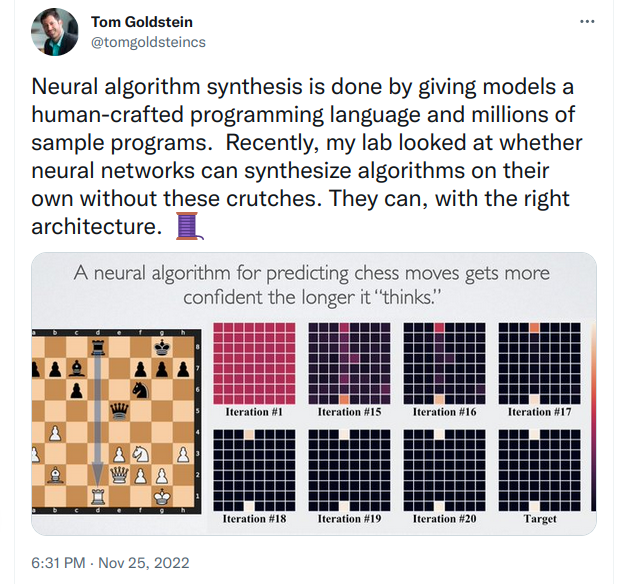 Tom Goldstein
@tomgoldsteincs
Neural algorithm synthesis is done by giving models a
human-crafted programming language and millions of
sample programs.  Recently, my lab looked at whether
neural networks can synthesize algorithms on their
own without these crutches. They can, with the right
architecture.
A neural algorithm for predicting chess moves gets more
confident the longer it "thinks."
a b c d e f g h
8
7
6
5
4
3
2
1
a b c d e f g h
Iteration #1 Iteration #15 Iteration #16 Iteration #17
Iteration #18 Iteration #19 Iteration #20 Target
6:31 PM · Nov 25, 2022